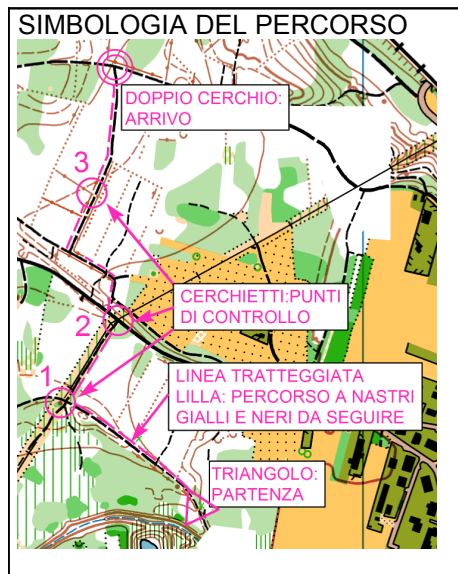 SIMBOLOGIA DEL PERCORSO
DOPPIO CERCHIO:
ARRIVO
3
CERCHIETTI:PUNTI
DI CONTROLLO
2
LINEA TRATTEGGIATA
LILLA: PERCORSO A NASTRI
GIALLI E NERI DA SEGUIRE
1
TRIANGOLO:
PARTENZA